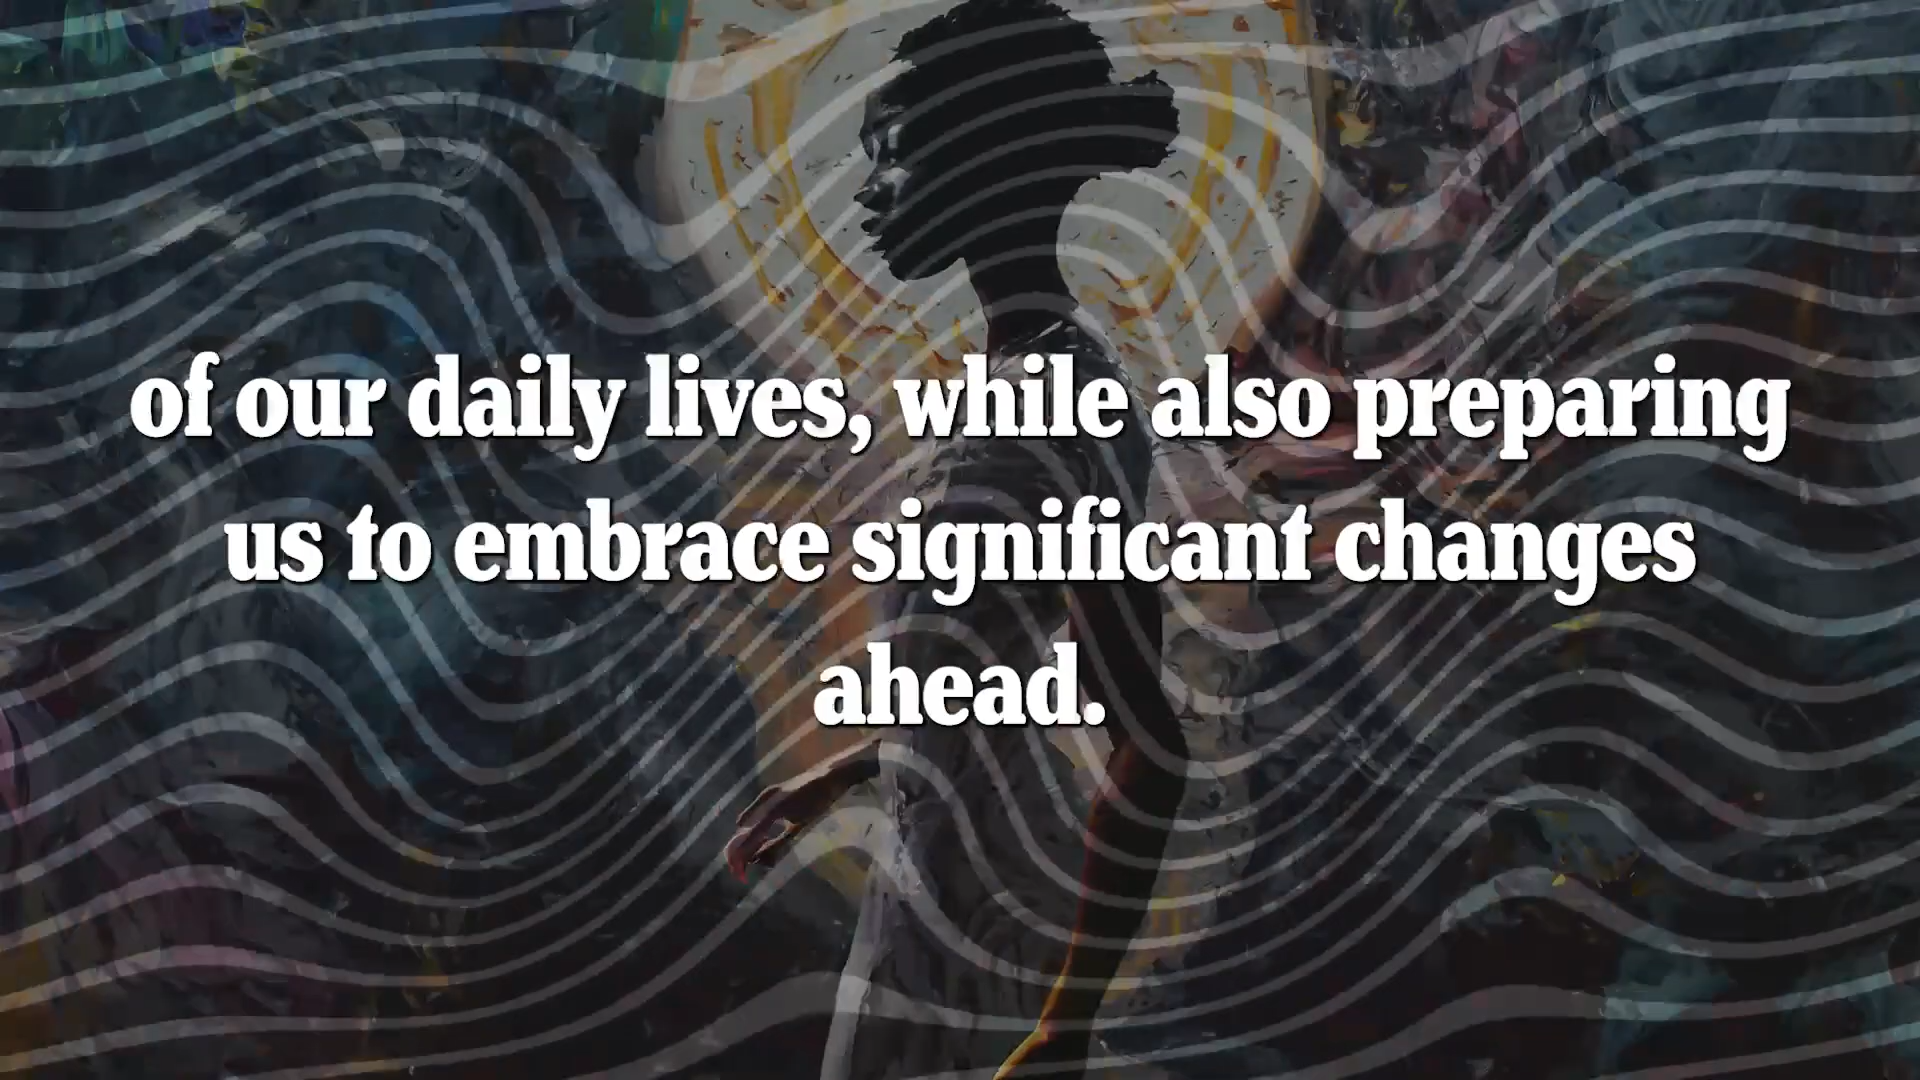 of our daily lives, while also preparing
us to embrace significant changes
ahead.